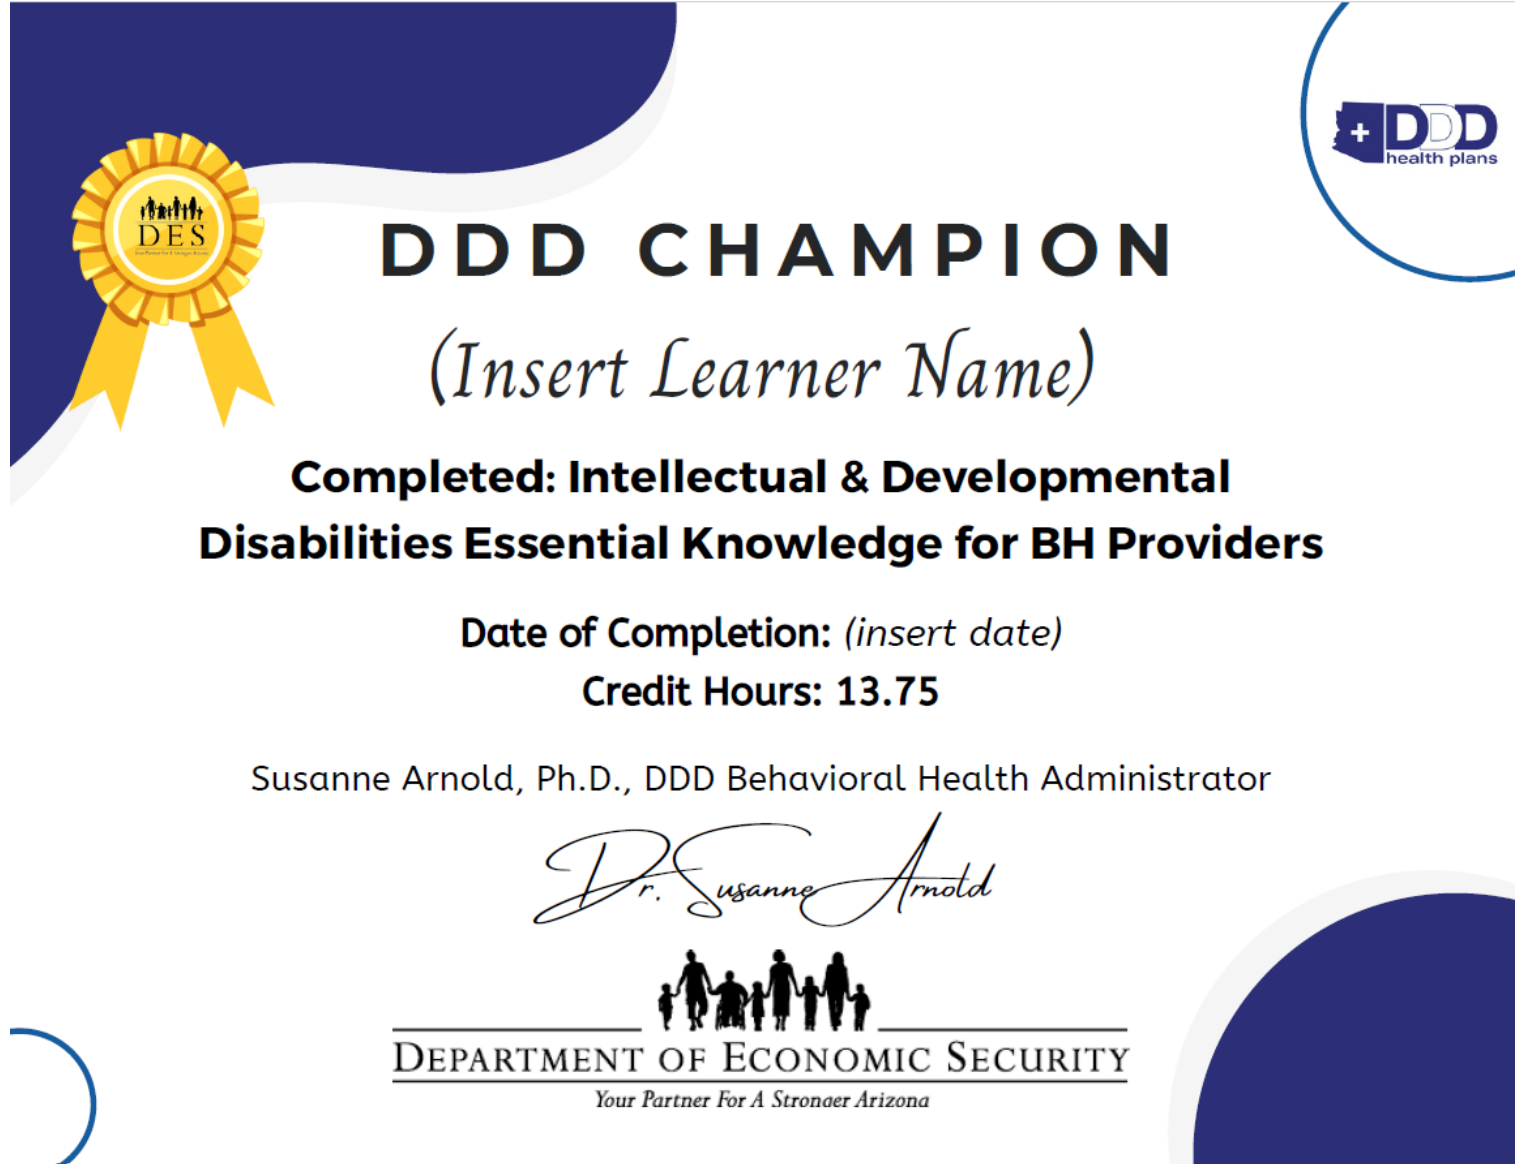 DDD
health plans
DES
DDD CHAMPION
(Insert Learner Name)
Completed: Intellectual & Developmental
Disabilities Essential Knowledge for BH Providers
Date of Completion: (insert date)
Credit Hours: 13.75
Susanne Arnold, Ph.D., DDD Behavioral Health Administrator
Dr. Susanne Arnold
DEPARTMENT OF ECONOMIC SECURITY
Your Partner For A Stronger Arizona